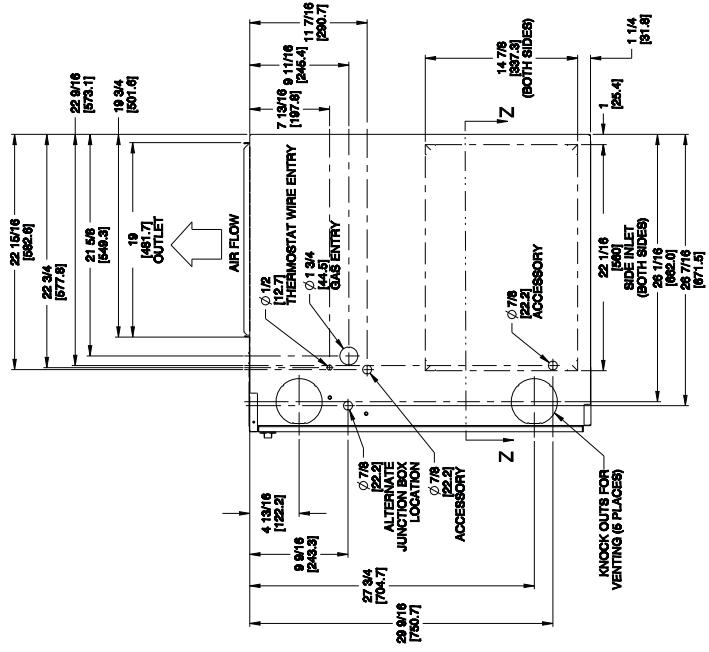 22 15/16
[582.6]
22 3/4
[577.8]
22 9/16
[573.1]
21 5/8
[549.3]
19 3/4
[501.6]
19
[481.7]
OUTLET
AIR FLOW
7 13/16
[197.8]
9 11/16
[245.4]
11 7/16
[290.7]
Ø 1/2
[12.7]
THERMOSTAT WIRE ENTRY
Ø 1 3/4
[44.5]
GAS ENTRY
4 13/16
[122.2]
9 9/16
[243.3]
27 3/4
[704.7]
29 9/16
[750.7]
Ø 7/8
[22.2]
ALTERNATE
JUNCTION BOX
LOCATION
Ø 7/8
[22.2]
ACCESSORY
Z
Z
14 7/8
[337.3]
(BOTH SIDES)
Ø 7/8
[22.2]
ACCESSORY
1 1/4
[31.8]
1
[25.4]
22 1/16
[560]
SIDE INLET
(BOTH SIDES)
26 1/16
[662.0]
26 7/16
[671.5]
KNOCK OUTS FOR
VENTING (5 PLACES)